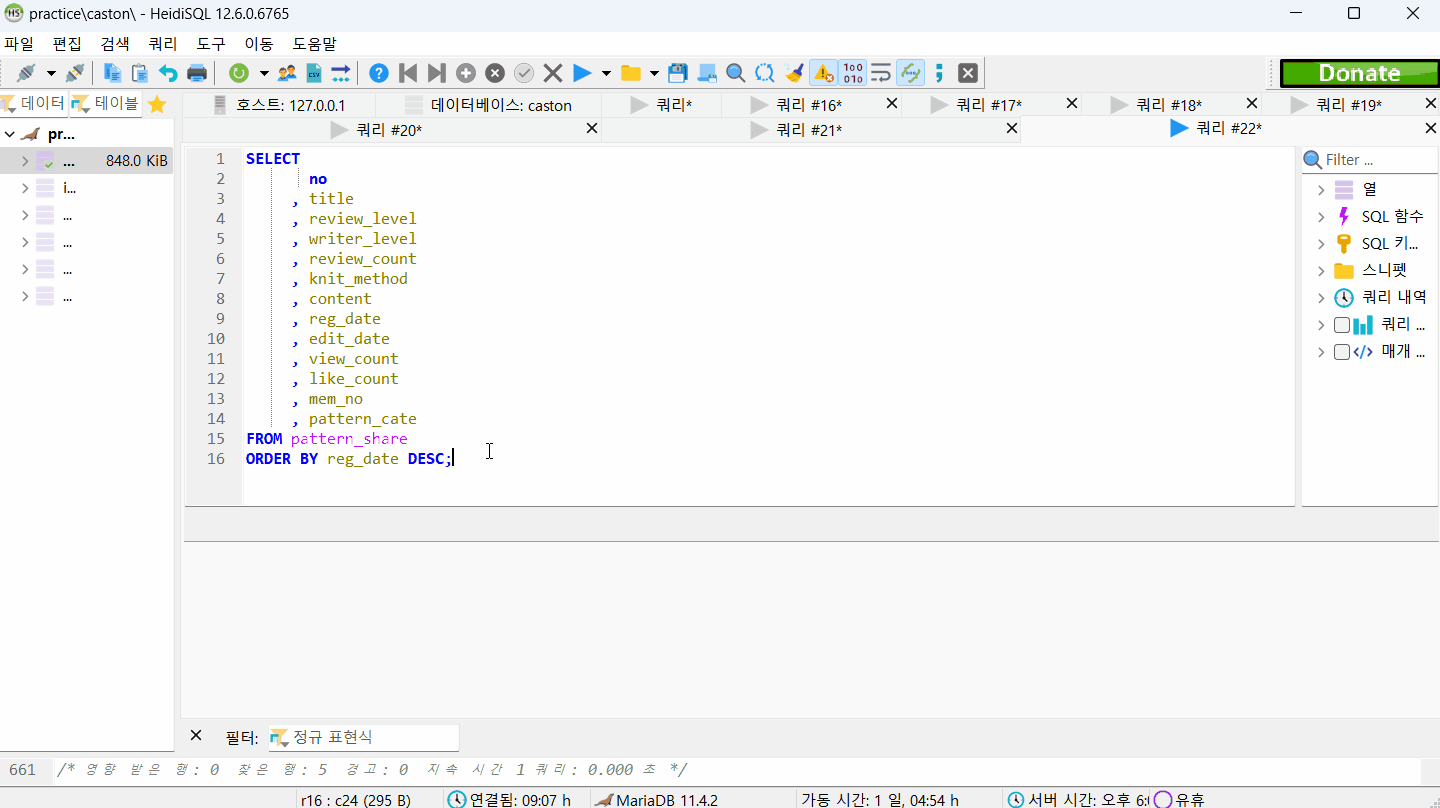 practice\caston\ - HeidiSQL 12.6.0.6765
파일 편집 검색 쿼리 도구 이동 도움말
Donate
데이터 테이블 호스트: 127.0.0.1 데이터베이스: caston 쿼리* 쿼리 #16* 쿼리 #17* 쿼리 #18* 쿼리 #19*
쿼리 #20* 쿼리 #21* 쿼리 #22*
pr...
... 848.0 KiB
i...
...
...
...
...
1 SELECT
2 no
3 , title
4 , review_level
5 , writer_level
6 , review_count
7 , knit_method
8 , content
9 , reg_date
10 , edit_date
11 , view_count
12 , like_count
13 , mem_no
14 , pattern_cate
15 FROM pattern_share
16 ORDER BY reg_date DESC;
Filter ...
열
SQL 함수
SQL 키...
스니펫
쿼리 내역
쿼리 ...
매개 ...
필터: 정규 표현식
661 /* 영향 받은 행: 0 찾은 행: 5 경고: 0 지속 시간 1 쿼리: 0.000 초 */
r16 : c24 (295 B) 연결됨: 09:07 h MariaDB 11.4.2 가동 시간: 1 일, 04:54 h 서버 시간: 오후 6: 유휴